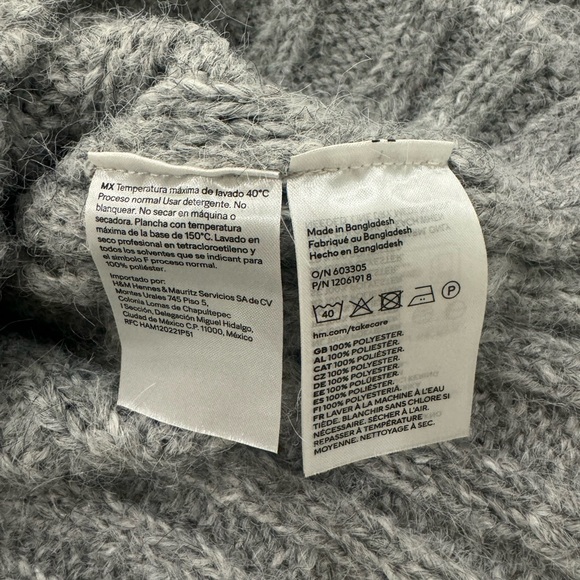 MX Temperatura máxima de lavado 40°C
Proceso normal Usar detergente. No
blanquear. No secar en máquina o
secadora. Plancha con temperatura
máxima de la base de 150°C. Lavado en
seco profesional en tetracloroetileno y
todos los solventes que se indican para
el símbolo F proceso normal.
100% poliéster.
Importado por:
H&M Hennes & Mauritz Servicios SA de CV
Montes Urales 745 Piso 5,
Colonia Lomas de Chapultepec
I Sección, Delegación Miguel Hidalgo,
Ciudad de México C.P. 11000, México
RFC HAM120221P51
Made in Bangladesh
Fabriqué au Bangladesh
Hecho en Bangladesh
O/N 603305
P/N 1206191 8
40 P
hm.com/takecare
GB 100% POLYESTER.
AL 100% POLIESTER.
CAT 100% POLIÈSTER.
CZ 100% POLYESTER.
DE 100% POLYESTER.
EE 100% POLÜESTER.
ES 100% POLIÉSTER.
FI 100% POLYESTERIÄ.
FR LAVER À LA MACHINE À L'EAU
TIÈDE. BLANCHIR SANS CHLORE SI
NÉCESSAIRE. SÉCHER À L'AIR.
REPASSER À TEMPÉRATURE
MOYENNE. NETTOYAGE À SEC.